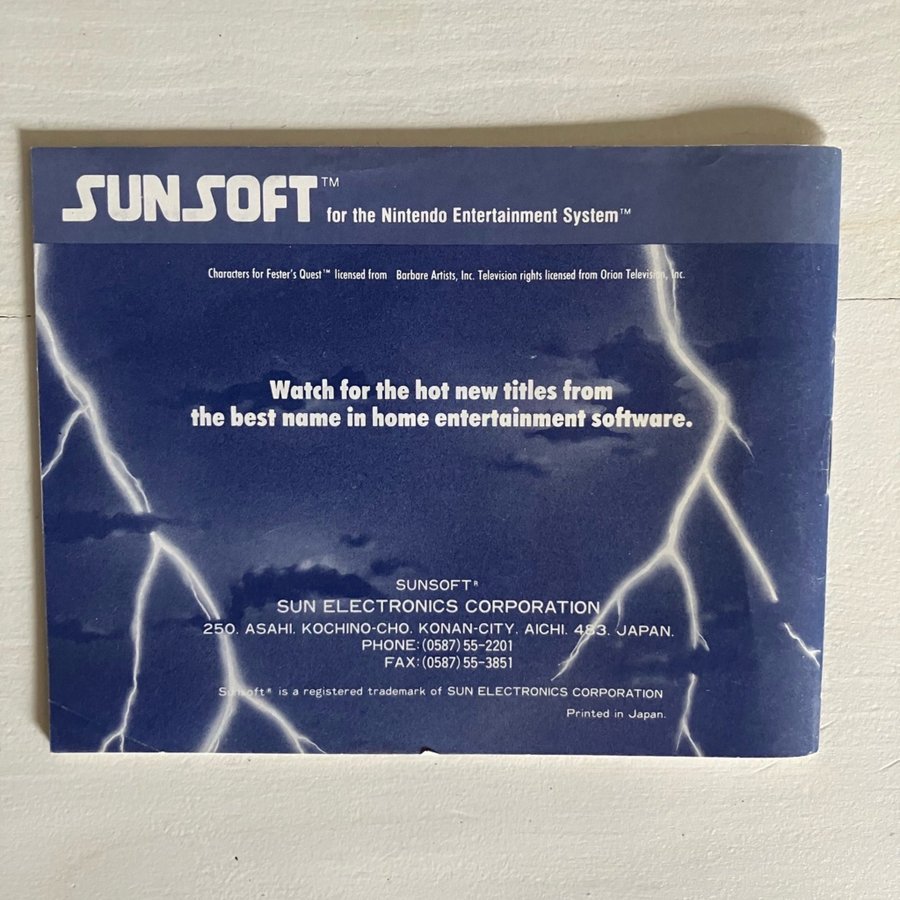 SUNSOFT™ for the Nintendo Entertainment System™
Characters for Fester's Quest™ licensed from Barbare Artists, Inc. Television rights licensed from Orion Television, Inc.
Watch for the hot new titles from
the best name in home entertainment software.
SUNSOFT®
SUN ELECTRONICS CORPORATION
250. ASAHI. KOCHINO-CHO. KONAN-CITY. AICHI. 483. JAPAN.
PHONE:(0587)55-2201
FAX:(0587)55-3851
Sunsoft® is a registered trademark of SUN ELECTRONICS CORPORATION
Printed in Japan.